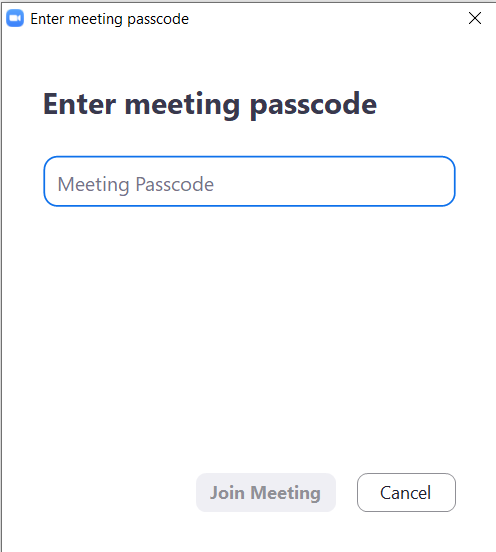 Enter meeting passcode
Enter meeting passcode
Meeting Passcode
Join Meeting
Cancel